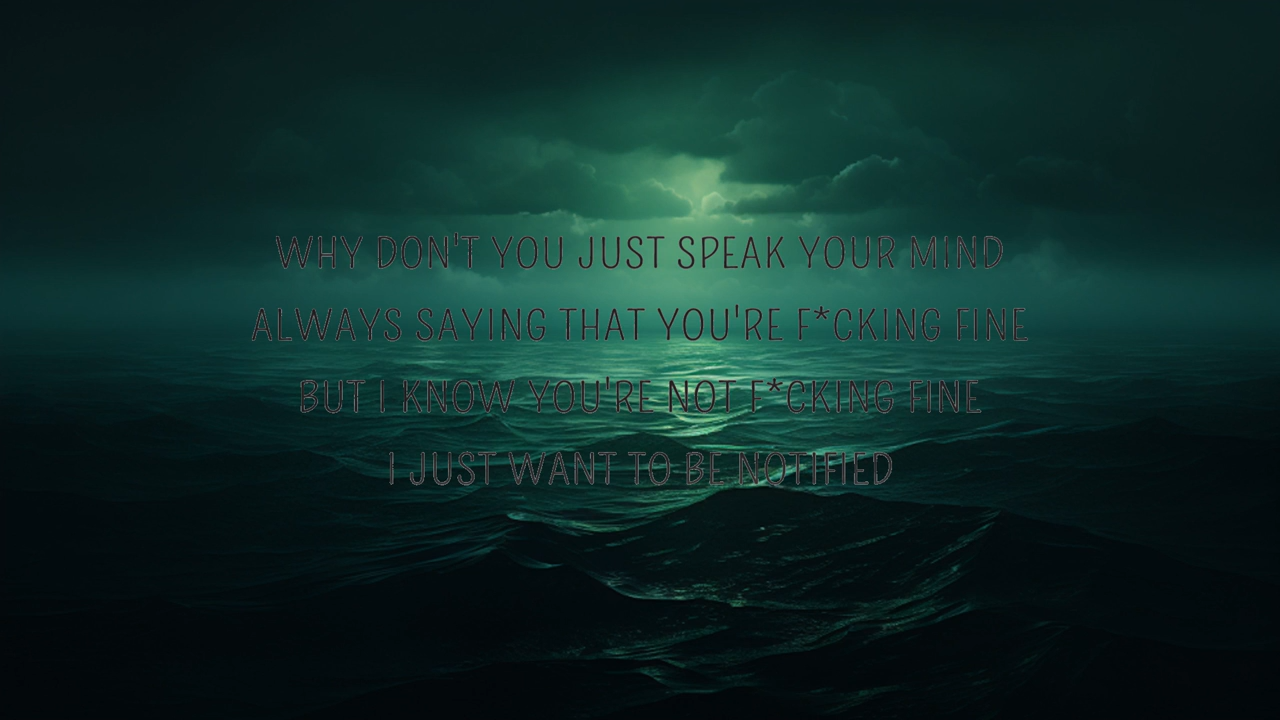 WHY DON'T YOU JUST SPEAK YOUR MIND
ALWAYS SAYING THAT YOU'RE F*CKING FINE
BUT I KNOW YOU'RE NOT F*CKING FINE
I JUST WANT TO BE NOTIFIED